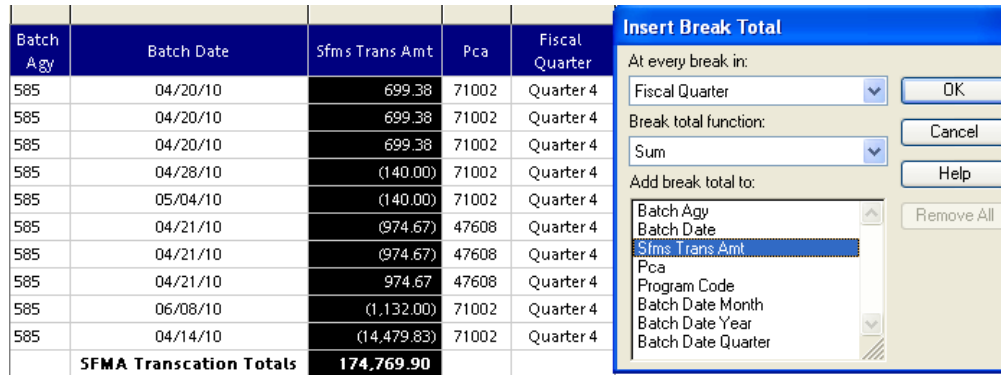 Batch Agy Batch Date Sfms Trans Amt Pca Fiscal Quarter
585 04/20/10 699.38 71002 Quarter 4
585 04/20/10 699.38 71002 Quarter 4
585 04/20/10 699.38 71002 Quarter 4
585 04/28/10 (140.00) 71002 Quarter 4
585 05/04/10 (140.00) 71002 Quarter 4
585 04/21/10 (974.67) 47608 Quarter 4
585 04/21/10 (974.67) 47608 Quarter 4
585 04/21/10 974.67 47608 Quarter 4
585 06/08/10 (1,132.00) 71002 Quarter 4
585 04/14/10 (14,479.83) 71002 Quarter 4
SFMA Transcation Totals 174,769.90
Insert Break Total
At every break in:
Fiscal Quarter OK
Break total function:
Cancel
Sum
Help
Add break total to:
Remove All
Batch Agy
Batch Date
Sfms Trans Amt
Pca
Program Code
Batch Date Month
Batch Date Year
Batch Date Quarter